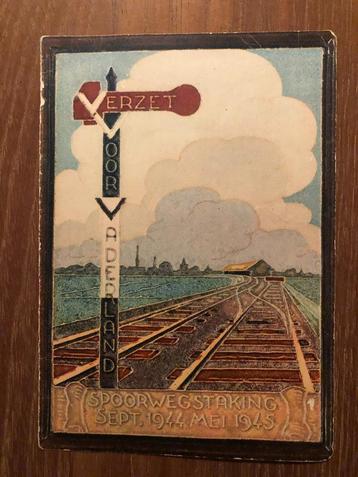 VERZET
VOOR
VADERLAND
SPOORWEGSTAKING
SEPT. 1944 MEI 1945